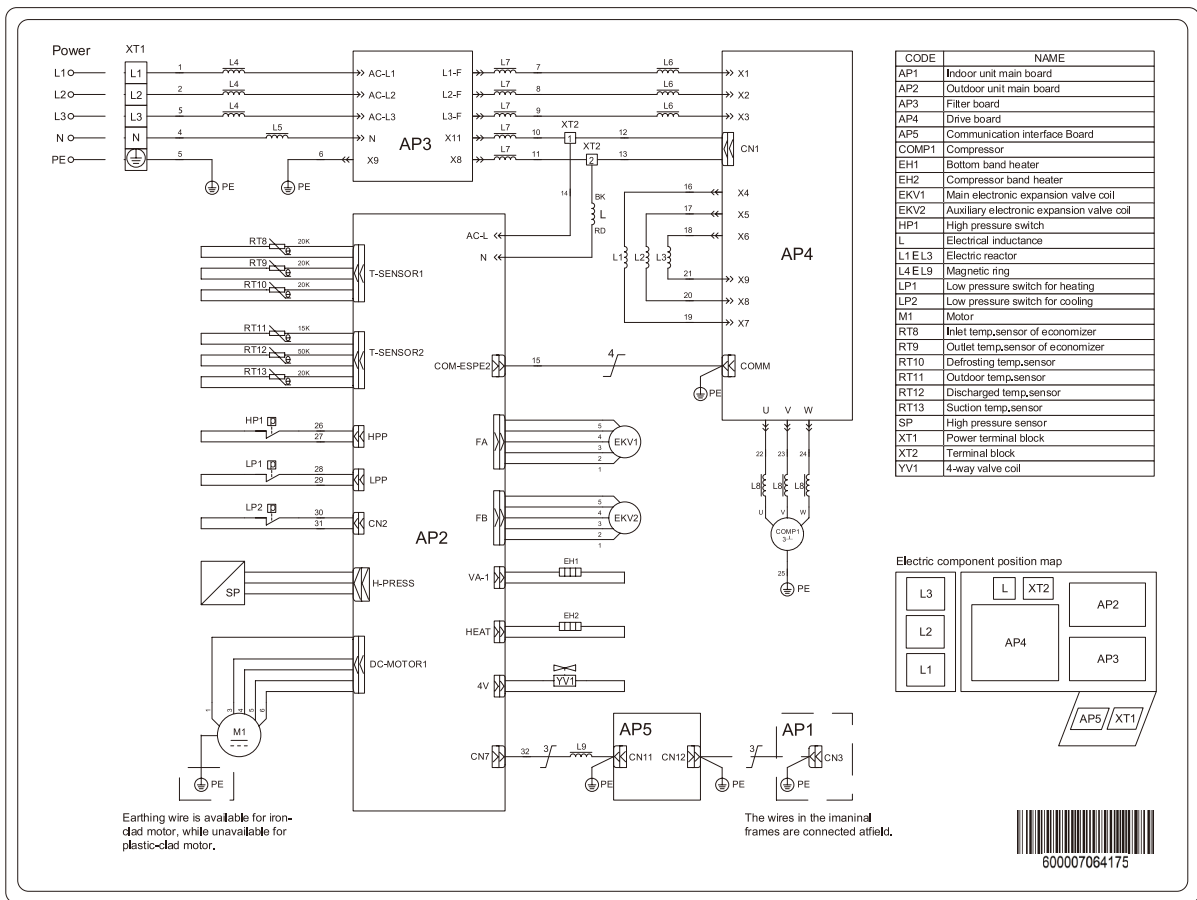 Power
XT1
L1
L2
L3
N
PE
L1
L2
L3
N
1
2
5
4
5
L4
L4
L4
L5
6
PE
PE
AC-L1
AC-L2
AC-L3
N
X9
AP3
L1-F
L2-F
L3-F
X11
X8
L7
L7
L7
L7
L7
7
8
9
10
11
L6
L6
L6
XT2
1
XT2
2
12
13
14
BK
L
RD
X1
X2
X3
CN1
X4
X5
X6
X9
X8
X7
AP4
16
17
18
21
20
19
L1
L2
L3
COMM
PE
U V W
22 23 24
L8 L8 L8
U V W
COMP1
3~
25
PE
AC-L
N
RT8 20K
RT9 20K
RT10 20K
T-SENSOR1
RT11 15K
RT12 50K
RT13 20K
T-SENSOR2
COM-ESPE2
15
4
HP1
26
27
HPP
LP1
28
29
LPP
LP2
30
31
CN2
AP2
SP
H-PRESS
DC-MOTOR1
1 3 4 5 6
M1
PE
FA
5
4
3
2
1
EKV1
FB
5
4
3
2
1
EKV2
VA-1
EH1
HEAT
EH2
4V
YV1
CN7
32
3
L9
AP5
CN11
CN12
PE
PE
3
AP1
CN3
PE
Earthing wire is available for iron-
clad motor, while unavailable for
plastic-clad motor.
The wires in the imaninal
frames are connected atfield.
CODE NAME
AP1 Indoor unit main board
AP2 Outdoor unit main board
AP3 Filter board
AP4 Drive board
AP5 Communication interface Board
COMP1 Compressor
EH1 Bottom band heater
EH2 Compressor band heater
EKV1 Main electronic expansion valve coil
EKV2 Auxiliary electronic expansion valve coil
HP1 High pressure switch
L Electrical inductance
L1ËL3 Electric reactor
L4ËL9 Magnetic ring
LP1 Low pressure switch for heating
LP2 Low pressure switch for cooling
M1 Motor
RT8 Inlet temp.sensor of economizer
RT9 Outlet temp.sensor of economizer
RT10 Defrosting temp.sensor
RT11 Outdoor temp.sensor
RT12 Discharged temp.sensor
RT13 Suction temp.sensor
SP High pressure sensor
XT1 Power terminal block
XT2 Terminal block
YV1 4-way valve coil
Electric component position map
L3
L2
L1
L XT2
AP4
AP2
AP3
AP5 XT1
600007064175